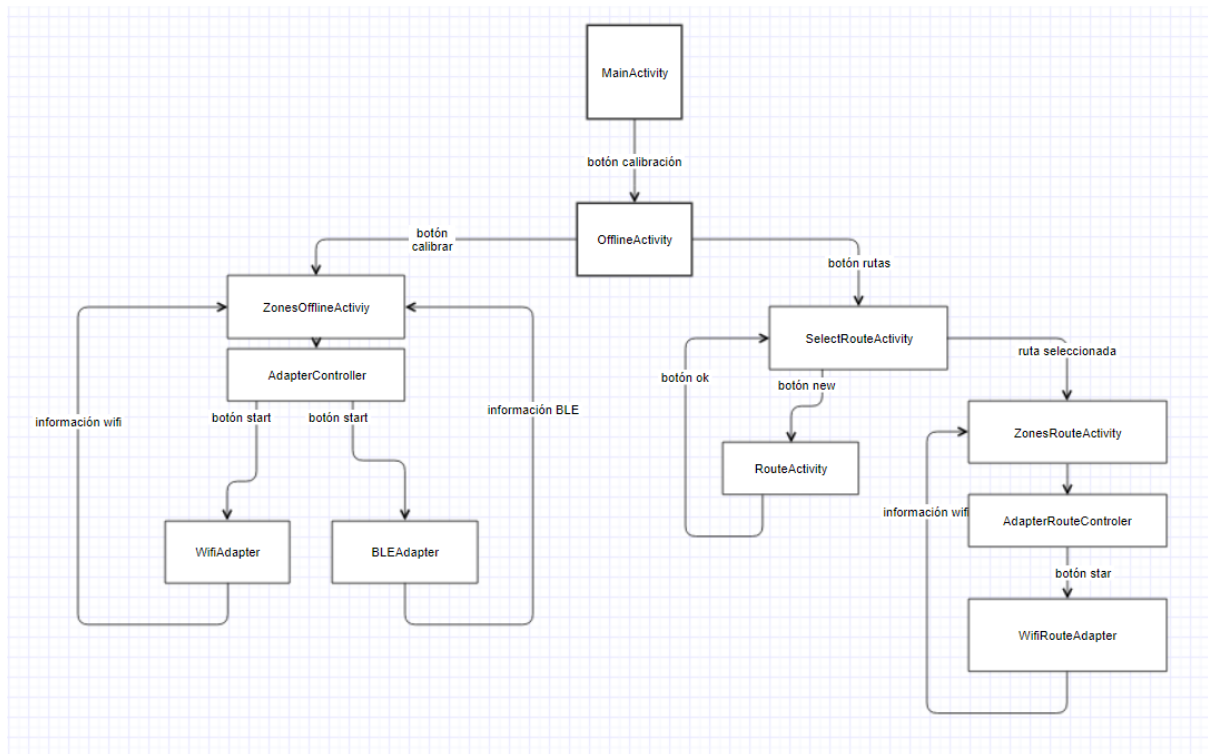 MainActivity
botón calibración
OfflineActivity
botón
calibrar
botón rutas
ZonesOfflineActiviy
SelectRouteActivity
ruta seleccionada
AdapterController
botón ok
botón new
información wifi
botón start
botón start
información BLE
ZonesRouteActivity
RouteActivity
información wifi
AdapterRouteControler
WifiAdapter
BLEAdapter
botón star
WifiRouteAdapter